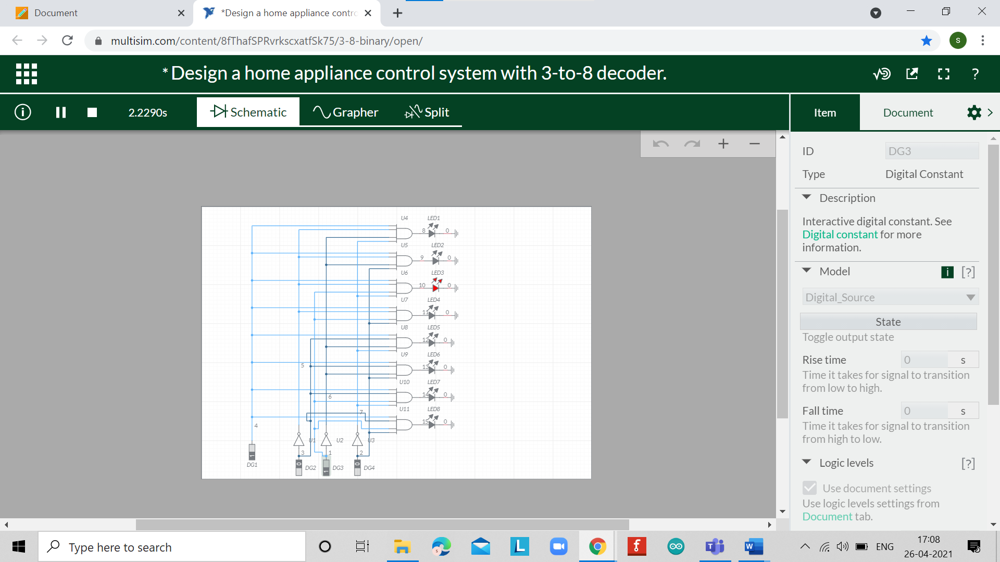 Document
*Design a home appliance contro
multisim.com/content/8fThafSPRvrkscxatfSk75/3-8-binary/open/
S
* Design a home appliance control system with 3-to-8 decoder.
?
2.2290s
Schematic
Grapher
Split
Item
Document
ID
DG3
Type
Digital Constant
Description
Interactive digital constant. See
Digital constant for more
information.
Model
i
[?]
Digital_Source
State
Toggle output state
Rise time
0
s
Time it takes for signal to transition
from low to high.
Fall time
0
s
Time it takes for signal to transition
from high to low.
Logic levels
[?]
Use document settings
Use logic levels settings from
Document tab.
U4 LED1
8 0
U5 LED2
9 0
U6 LED3
10 0
U7 LED4
11 0
U8 LED5
12 0
U9 LED6
5 13 0
U10 LED7
6 14 0
U11 LED8
7
15 0
4
U1 U2 U3
3 1 2
1
DG1
0 DG2 1 DG3 0 DG4
Type here to search
ENG
17:08
26-04-2021